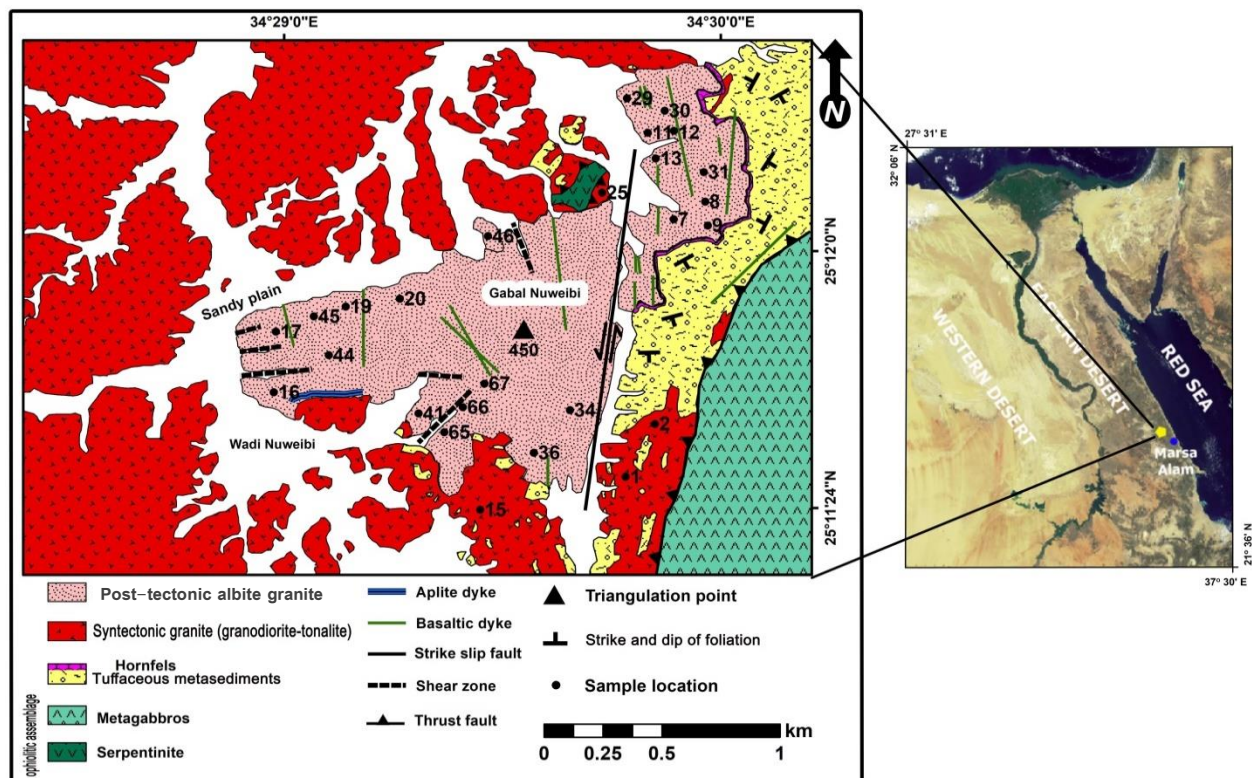 34°29'0"E
34°30'0"E
N
29
30
11
12
13
31
25
8
7
9
46
25°12'0"N
Gabal Nuweibi
Sandy plain
20
19
45
17
450
44
67
16
66
41
34
65
2
Wadi Nuweibi
36
1
15
25°11'24"N
Post-tectonic albite granite
Syntectonic granite (granodiorite-tonalite)
Hornfels
Tuffaceous metasediments
Metagabbros
Serpentinite
ophiolitic assemblage
Aplite dyke
Basaltic dyke
Strike slip fault
Shear zone
Thrust fault
Triangulation point
Strike and dip of foliation
Sample location
km
0 0.25 0.5 1
27° 31' E
32° 06' N
WESTERN DESERT
EASTERN DESERT
RED SEA
Marsa
Alam
21° 36' N
37° 30' E